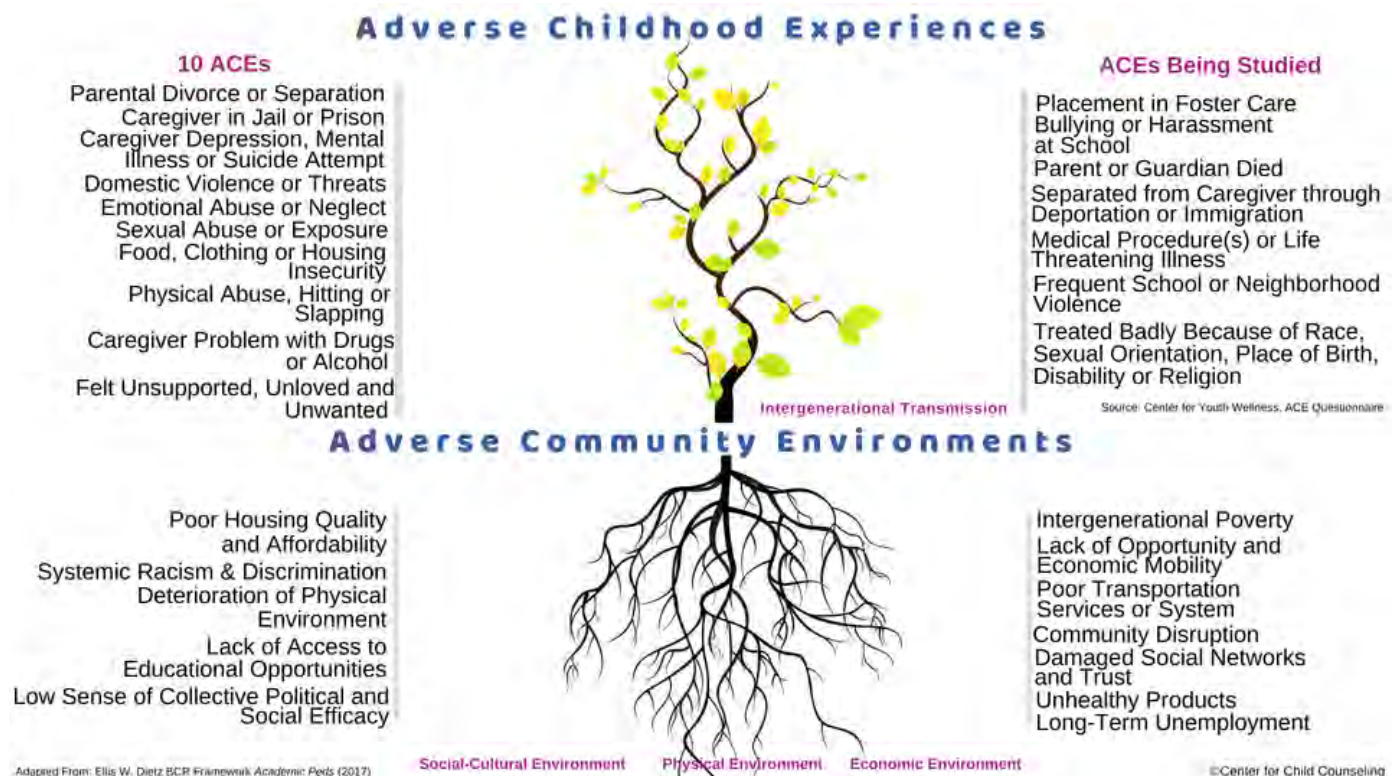 Adverse Childhood Experiences
10 ACEs
Parental Divorce or Separation
Caregiver in Jail or Prison
Caregiver Depression, Mental
Illness or Suicide Attempt
Domestic Violence or Threats
Emotional Abuse or Neglect
Sexual Abuse or Exposure
Food, Clothing or Housing
Insecurity
Physical Abuse, Hitting or
Slapping
Caregiver Problem with Drugs
or Alcohol
Felt Unsupported, Unloved and
Unwanted
ACEs Being Studied
Placement in Foster Care
Bullying or Harassment
at School
Parent or Guardian Died
Separated from Caregiver through
Deportation or Immigration
Medical Procedure(s) or Life
Threatening Illness
Frequent School or Neighborhood
Violence
Treated Badly Because of Race,
Sexual Orientation, Place of Birth,
Disability or Religion
Intergenerational Transmission
Source: Center for Youth Wellness, ACE Questionnaire
Adverse Community Environments
Poor Housing Quality
and Affordability
Systemic Racism & Discrimination
Deterioration of Physical
Environment
Lack of Access to
Educational Opportunities
Low Sense of Collective Political and
Social Efficacy
Intergenerational Poverty
Lack of Opportunity and
Economic Mobility
Poor Transportation
Services or System
Community Disruption
Damaged Social Networks
and Trust
Unhealthy Products
Long-Term Unemployment
Adapted From: Ellis W. Dietz BCR Framework Academic Peds (2017)
Social-Cultural Environment
Physical Environment
Economic Environment
©Center for Child Counseling